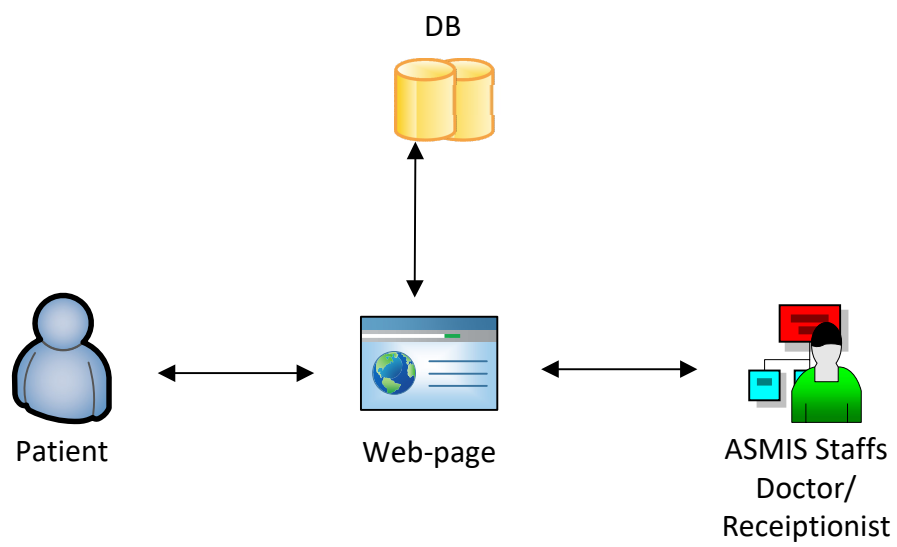 DB
Patient
Web-page
ASMIS Staffs
Doctor/
Receiptionist